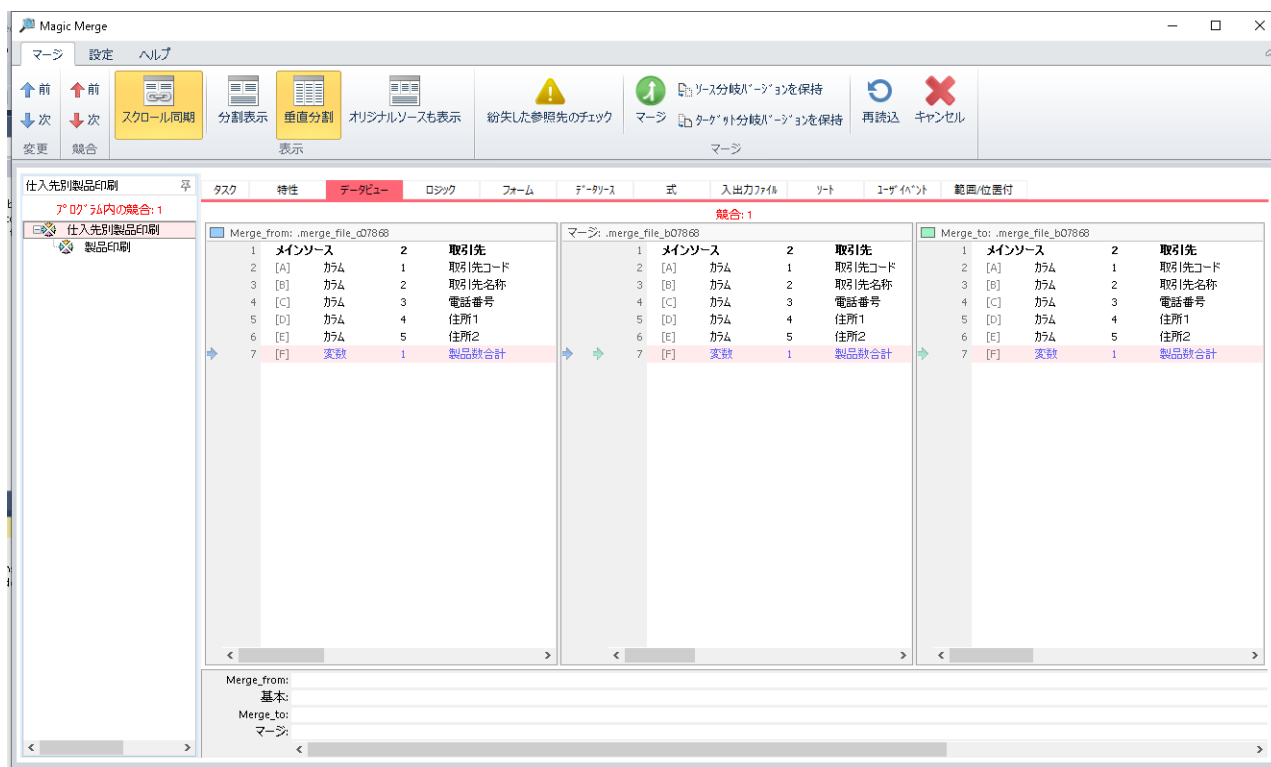 Magic Merge
マージ 設定 ヘルプ
前 前 ソース分岐バージョンを保持
スクロール同期 分割表示 垂直分割 オリジナルソースも表示 紛失した参照先のチェック マージ 再読込 キャンセル
次 次 ターゲット分岐バージョンを保持
変更 競合 表示 マージ
仕入先別製品印刷
プログラム内の競合: 1
仕入先別製品印刷
製品印刷
タスク 特性 データビュー ロジック フォーム データソース 式 入出力ファイル ソート ユーザイベント 範囲/位置付
競合: 1
Merge_from: .merge_file_c07868
1 メインソース 2 取引先
2 [A] カラム 1 取引先コード
3 [B] カラム 2 取引先名称
4 [C] カラム 3 電話番号
5 [D] カラム 4 住所1
6 [E] カラム 5 住所2
7 [F] 変数 1 製品数合計
マージ: .merge_file_b07868
1 メインソース 2 取引先
2 [A] カラム 1 取引先コード
3 [B] カラム 2 取引先名称
4 [C] カラム 3 電話番号
5 [D] カラム 4 住所1
6 [E] カラム 5 住所2
7 [F] 変数 1 製品数合計
Merge_to: .merge_file_b07868
1 メインソース 2 取引先
2 [A] カラム 1 取引先コード
3 [B] カラム 2 取引先名称
4 [C] カラム 3 電話番号
5 [D] カラム 4 住所1
6 [E] カラム 5 住所2
7 [F] 変数 1 製品数合計
Merge_from:
基本:
Merge_to:
マージ: